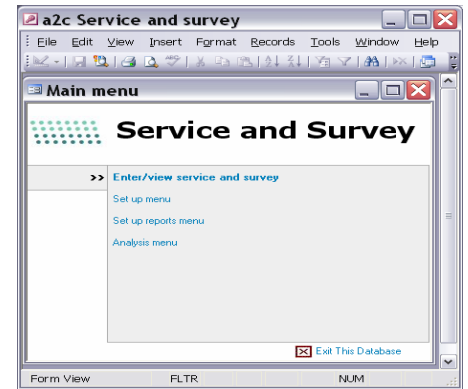 a2c Service and survey
File Edit View Insert Format Records Tools Window Help
Main menu
Service and Survey
>> Enter/view service and survey
Set up menu
Set up reports menu
Analysis menu
Exit This Database
Form View FLTR NUM